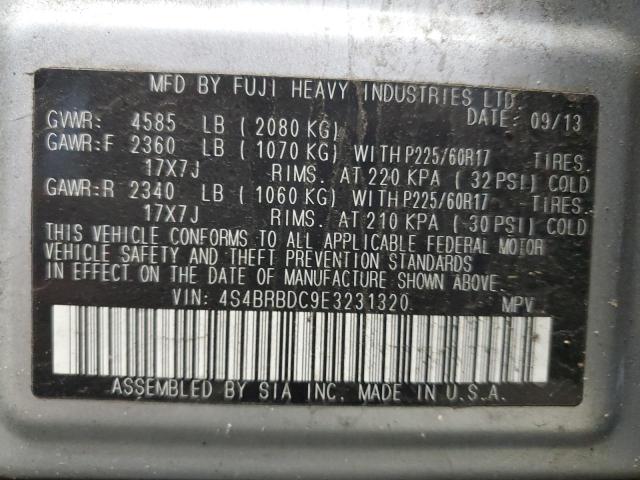 MFD BY FUJI HEAVY INDUSTRIES LTD.
DATE: 09/13
GVWR: 4585 LB ( 2080 KG)
GAWR:F 2360 LB ( 1070 KG) WITH P225/60R17 TIRES.
17X7J RIMS. AT 220 KPA ( 32 PSI) COLD
GAWR:R 2340 LB ( 1060 KG) WITH P225/60R17 TIRES.
17X7J RIMS. AT 210 KPA ( 30 PSI) COLD
THIS VEHICLE CONFORMS TO ALL APPLICABLE FEDERAL MOTOR
VEHICLE SAFETY AND THEFT PREVENTION STANDARDS
IN EFFECT ON THE DATE OF MANUFACTURE SHOWN ABOVE.
VIN: 4S4BRBDC9E3231320 MPV
ASSEMBLED BY SIA INC. MADE IN U.S.A.